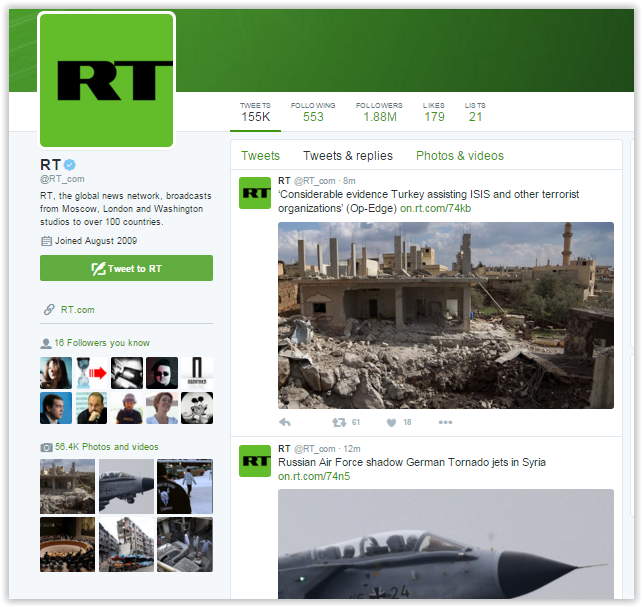 RT
TWEETS FOLLOWING FOLLOWERS LIKES LISTS
155K 553 1.88M 179 21
RT
@RT_com
RT, the global news network, broadcasts
from Moscow, London and Washington
studios to over 100 countries.
Joined August 2009
Tweet to RT
RT.com
16 Followers you know
56.4K Photos and videos
Tweets Tweets & replies Photos & videos
RT
RT @RT_com · 8m
‘Considerable evidence Turkey assisting ISIS and other terrorist
organizations’ (Op-Edge) on.rt.com/74kb
61 18
RT
RT @RT_com · 12m
Russian Air Force shadow German Tornado jets in Syria
on.rt.com/74n5
24